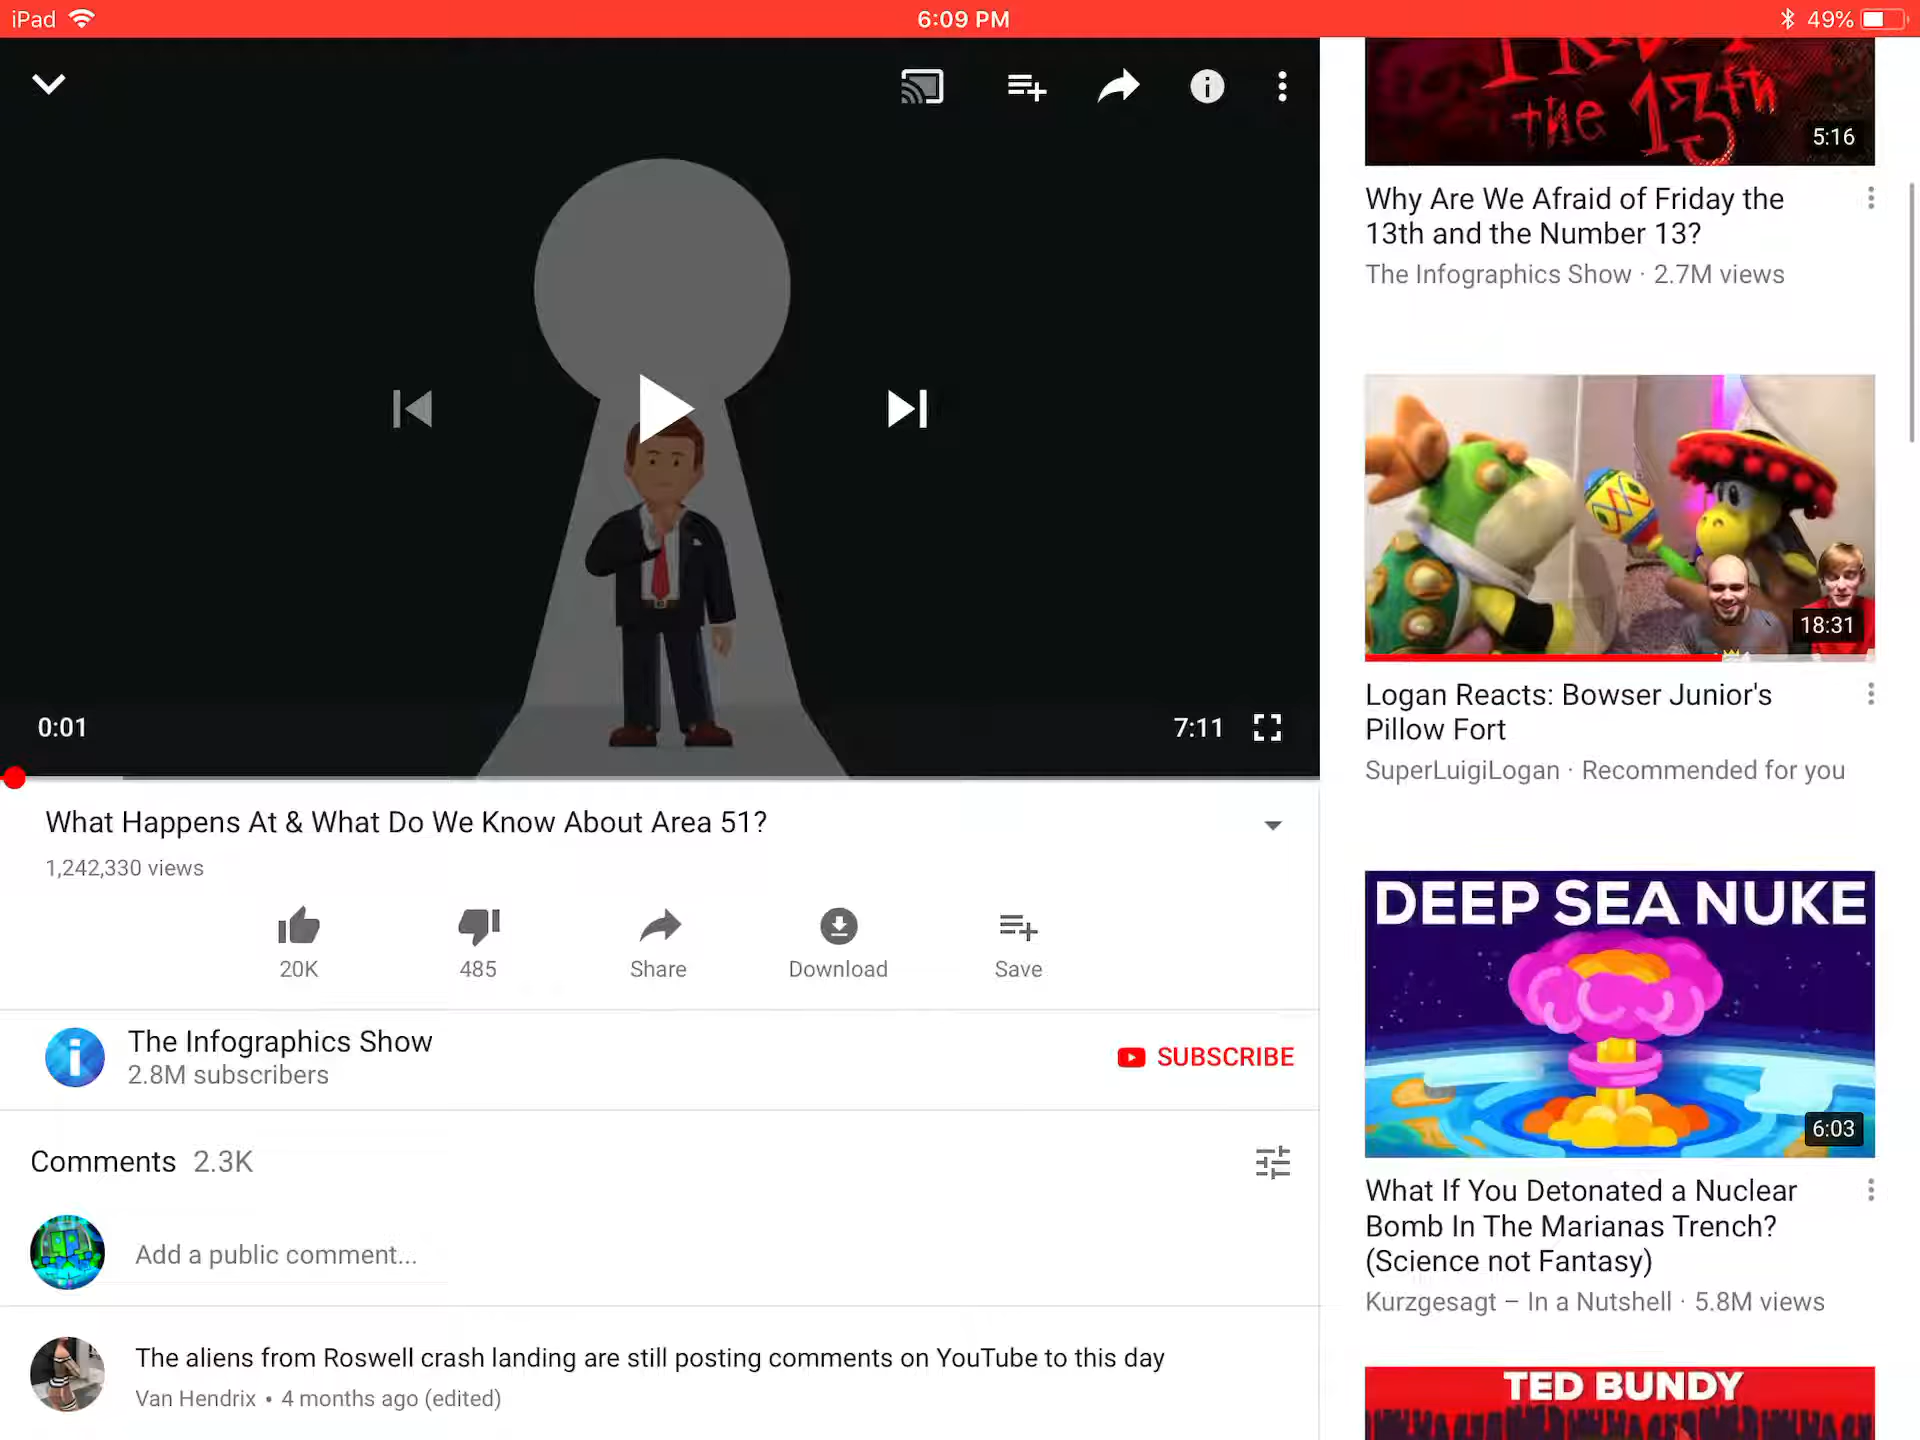 iPad
6:09 PM
49%
0:01
7:11
What Happens At & What Do We Know About Area 51?
1,242,330 views
20K
485
Share
Download
Save
The Infographics Show
2.8M subscribers
SUBSCRIBE
Comments 2.3K
Add a public comment...
The aliens from Roswell crash landing are still posting comments on YouTube to this day
Van Hendrix • 4 months ago (edited)
the 13th
5:16
Why Are We Afraid of Friday the
13th and the Number 13?
The Infographics Show · 2.7M views
18:31
Logan Reacts: Bowser Junior's
Pillow Fort
SuperLuigiLogan · Recommended for you
DEEP SEA NUKE
6:03
What If You Detonated a Nuclear
Bomb In The Marianas Trench?
(Science not Fantasy)
Kurzgesagt – In a Nutshell · 5.8M views
TED BUNDY